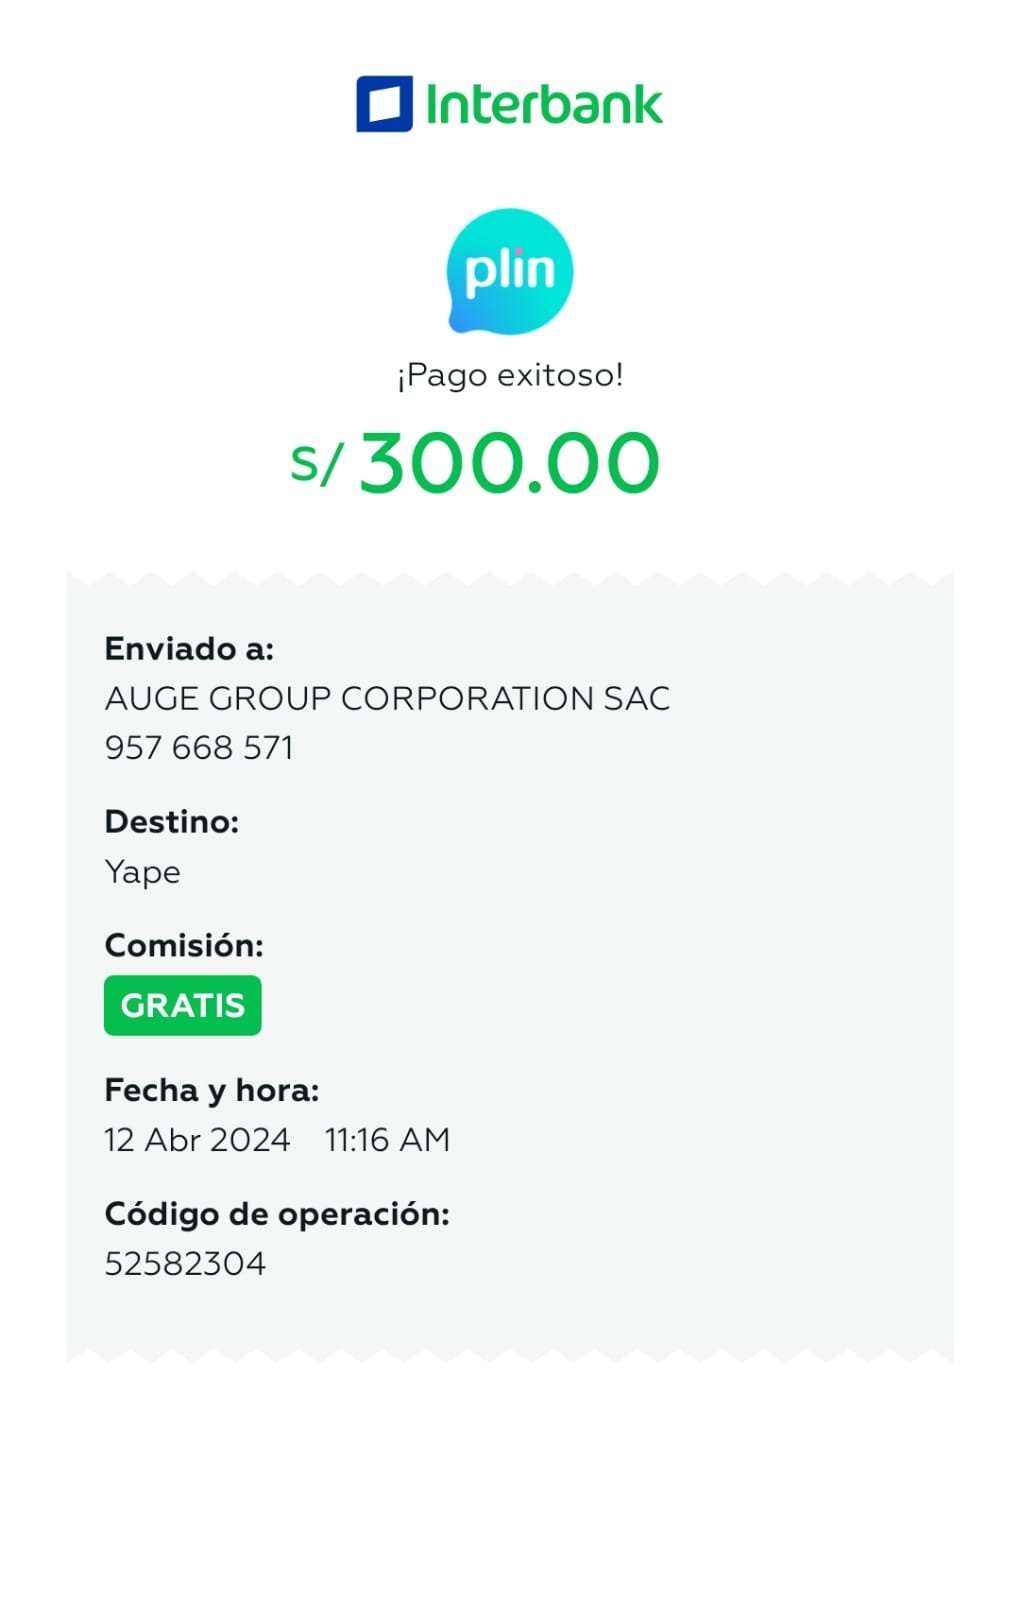 Interbank
plin
¡Pago exitoso!
S/ 300.00
Enviado a:
AUGE GROUP CORPORATION SAC
957 668 571
Destino:
Yape
Comisión:
GRATIS
Fecha y hora:
12 Abr 2024 11:16 AM
Código de operación:
52582304